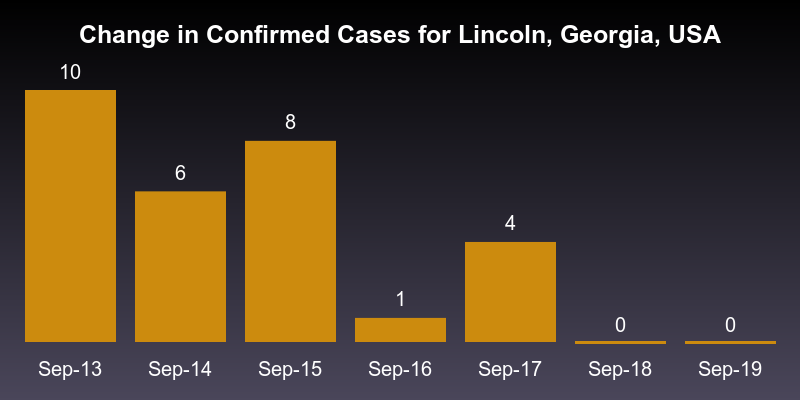 Change in Confirmed Cases for Lincoln, Georgia, USA
10
6
8
1
4
0
0
Sep-13
Sep-14
Sep-15
Sep-16
Sep-17
Sep-18
Sep-19